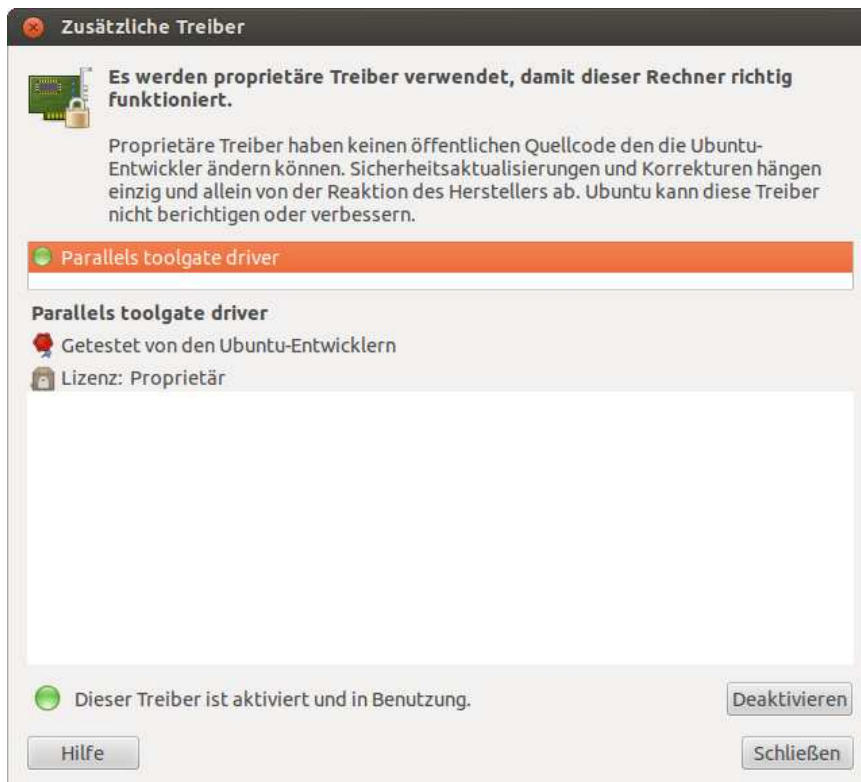 Zusätzliche Treiber
Es werden proprietäre Treiber verwendet, damit dieser Rechner richtig
funktioniert.
Proprietäre Treiber haben keinen öffentlichen Quellcode den die Ubuntu-
Entwickler ändern können. Sicherheitsaktualisierungen und Korrekturen hängen
einzig und allein von der Reaktion des Herstellers ab. Ubuntu kann diese Treiber
nicht berichtigen oder verbessern.
Parallels toolgate driver
Parallels toolgate driver
Getestet von den Ubuntu-Entwicklern
Lizenz: Proprietär
Dieser Treiber ist aktiviert und in Benutzung.
Deaktivieren
Hilfe
Schließen